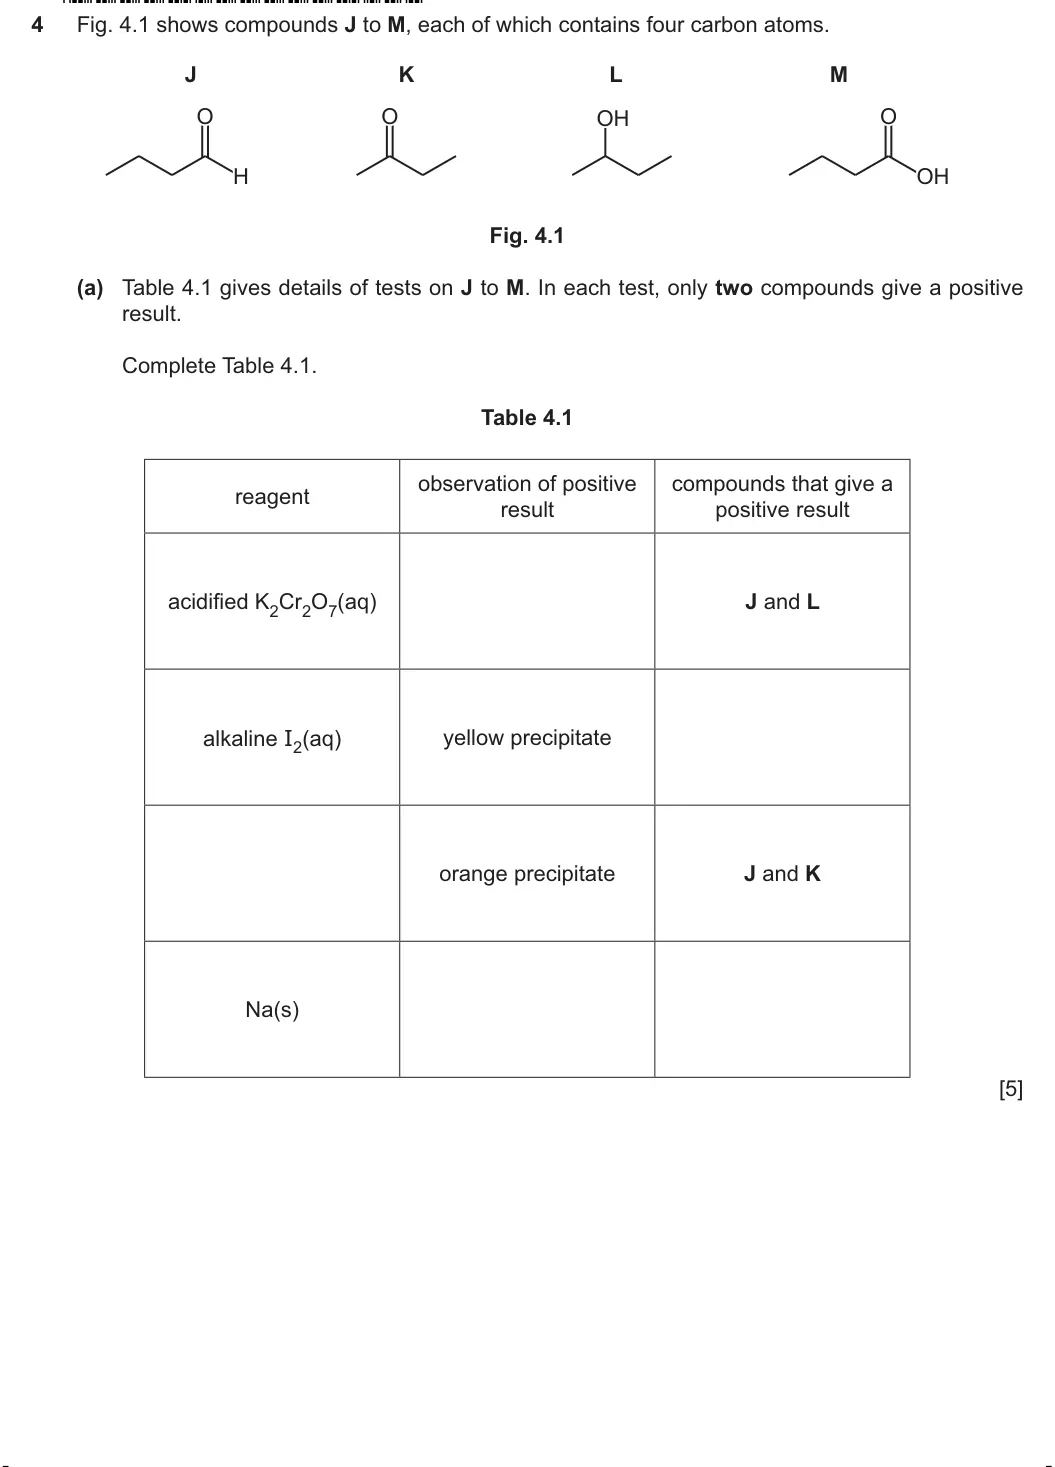 4 Fig. 4.1 shows compounds J to M, each of which contains four carbon atoms.
J K L M
O O OH O
H OH
Fig. 4.1
(a) Table 4.1 gives details of tests on J to M. In each test, only two compounds give a positive
result.
Complete Table 4.1.
Table 4.1
reagent
observation of positive
result
compounds that give a
positive result
acidified K₂Cr₂O₇(aq)
J and L
alkaline I₂(aq)
yellow precipitate
orange precipitate
J and K
Na(s)
[5]